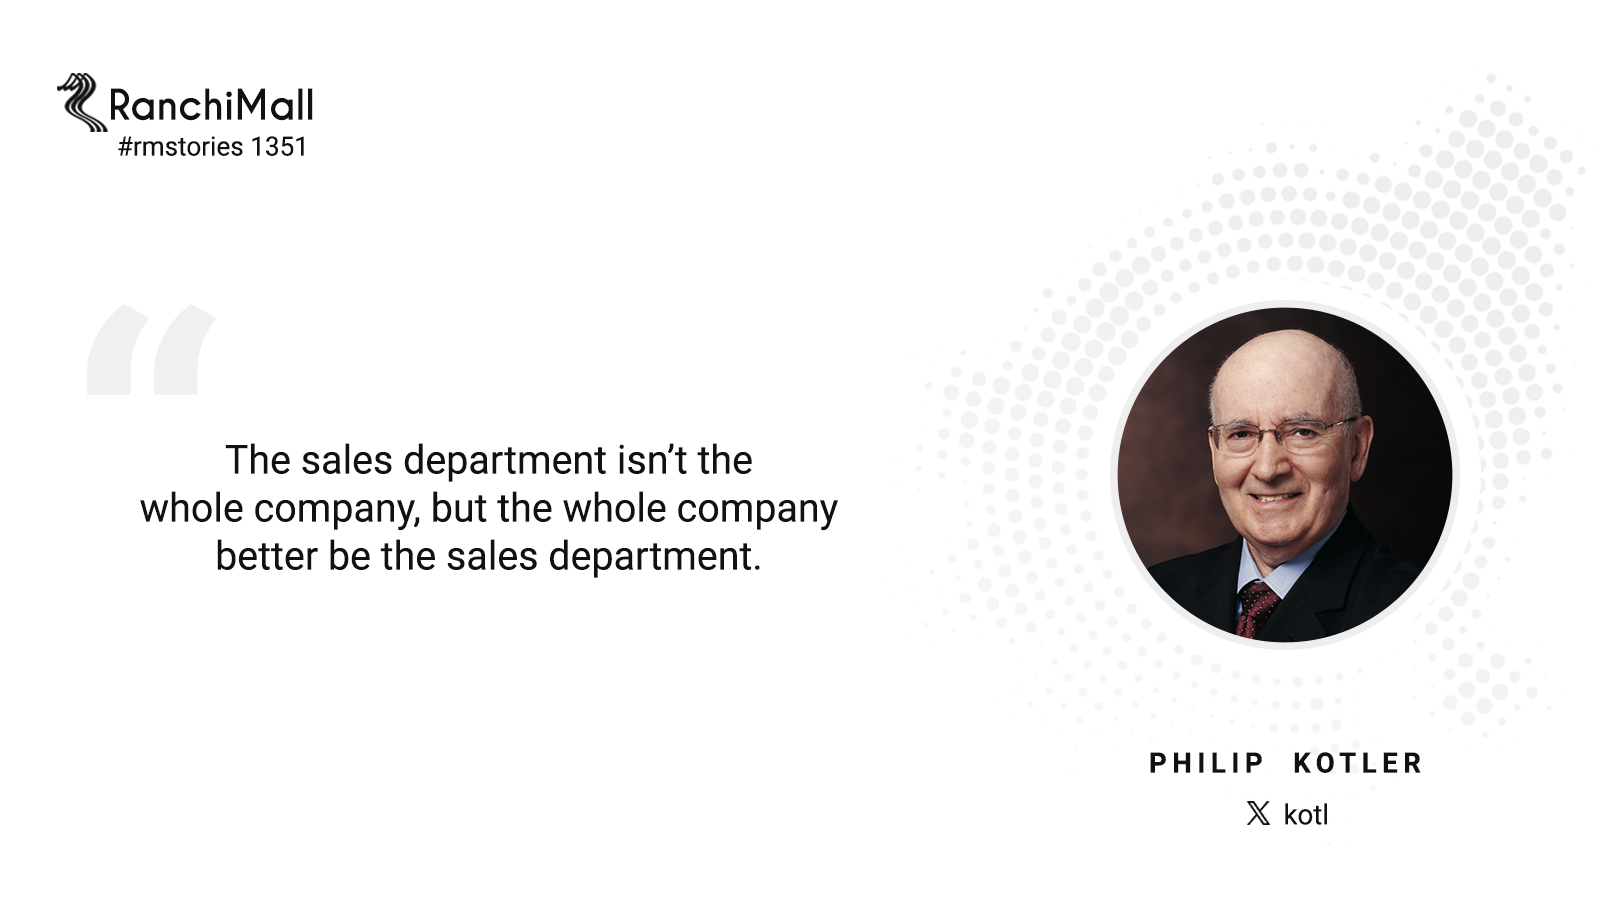 RanchiMall
#rmstories 1351
“
The sales department isn’t the
whole company, but the whole company
better be the sales department.
PHILIP KOTLER
𝕏 kotl